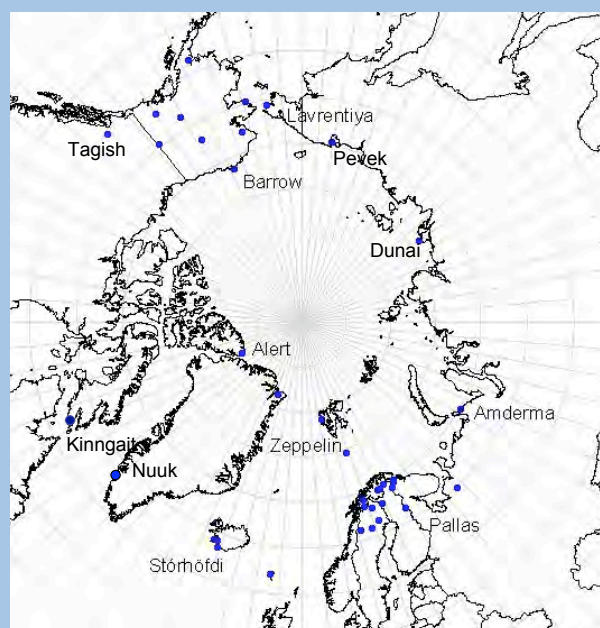 Lavrentiya
Tagish
Pevek
Barrow
Dunai
Alert
Amderma
Kinngait
Zeppelin
Nuuk
Pallas
Stórhöfdi